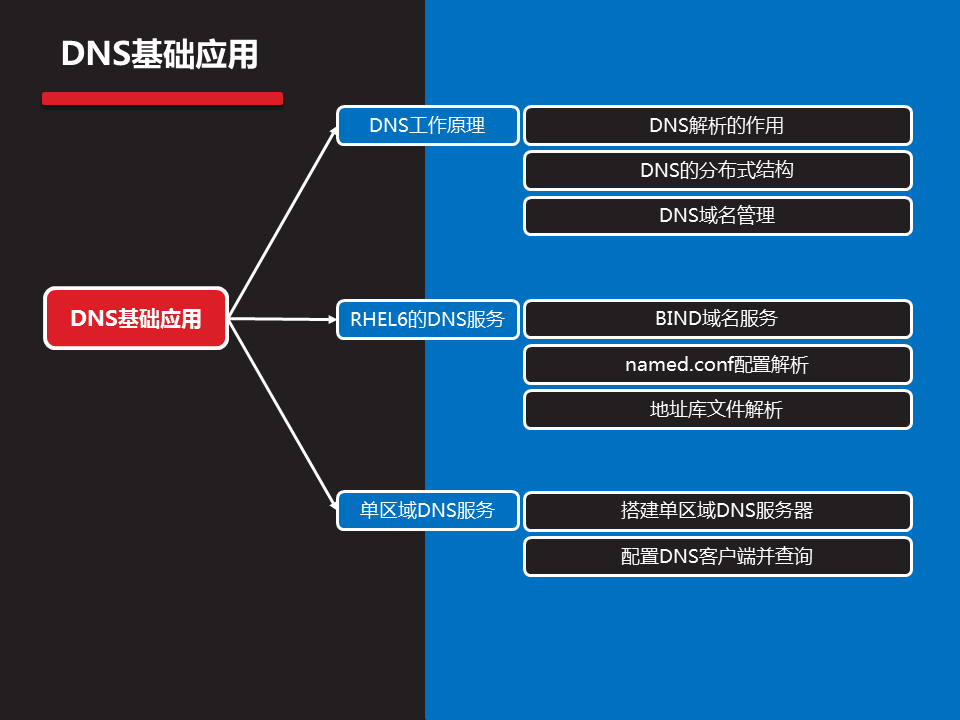 DNS基础应用
DNS工作原理
DNS解析的作用
DNS的分布式结构
DNS域名管理
DNS基础应用
RHEL6的DNS服务
BIND域名服务
named.conf配置解析
地址库文件解析
单区域DNS服务
搭建单区域DNS服务器
配置DNS客户端并查询